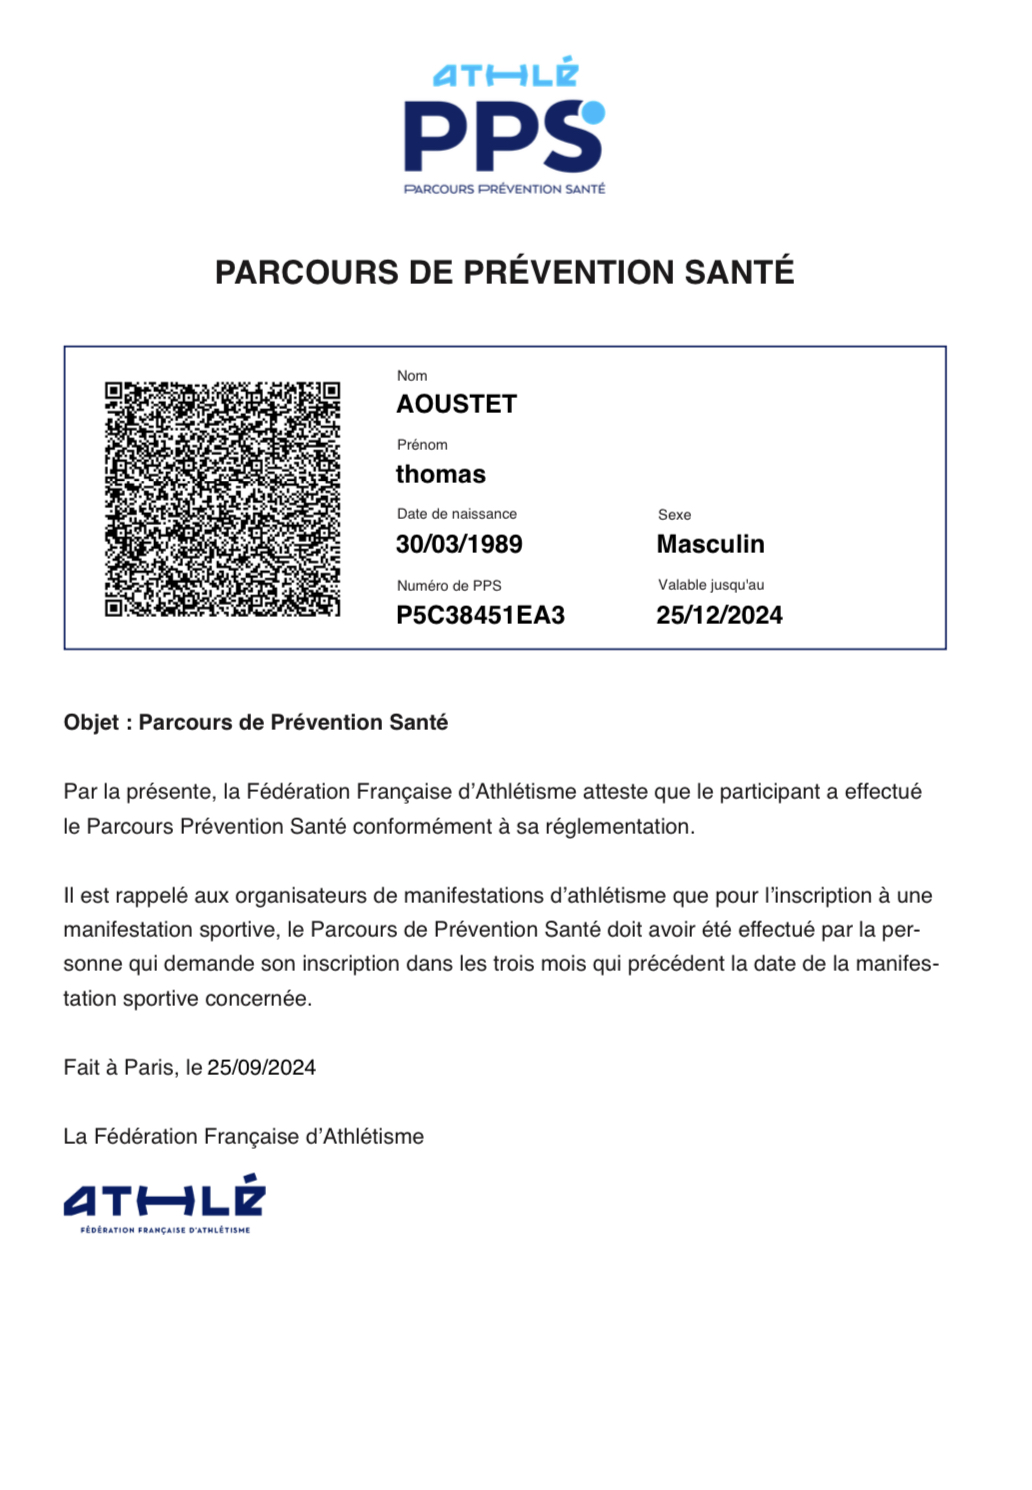 ATHLÉ
PPS
PARCOURS PRÉVENTION SANTÉ
PARCOURS DE PRÉVENTION SANTÉ
Nom
AOUSTET
Prénom
thomas
Date de naissance
Sexe
30/03/1989
Masculin
Numéro de PPS
Valable jusqu'au
P5C38451EA3
25/12/2024
Objet : Parcours de Prévention Santé
Par la présente, la Fédération Française d’Athlétisme atteste que le participant a effectué
le Parcours Prévention Santé conformément à sa réglementation.
Il est rappelé aux organisateurs de manifestations d’athlétisme que pour l’inscription à une
manifestation sportive, le Parcours de Prévention Santé doit avoir été effectué par la per-
sonne qui demande son inscription dans les trois mois qui précédent la date de la manifes-
tation sportive concernée.
Fait à Paris, le 25/09/2024
La Fédération Française d’Athlétisme
ATHLÉ
FÉDÉRATION FRANÇAISE D'ATHLÉTISME